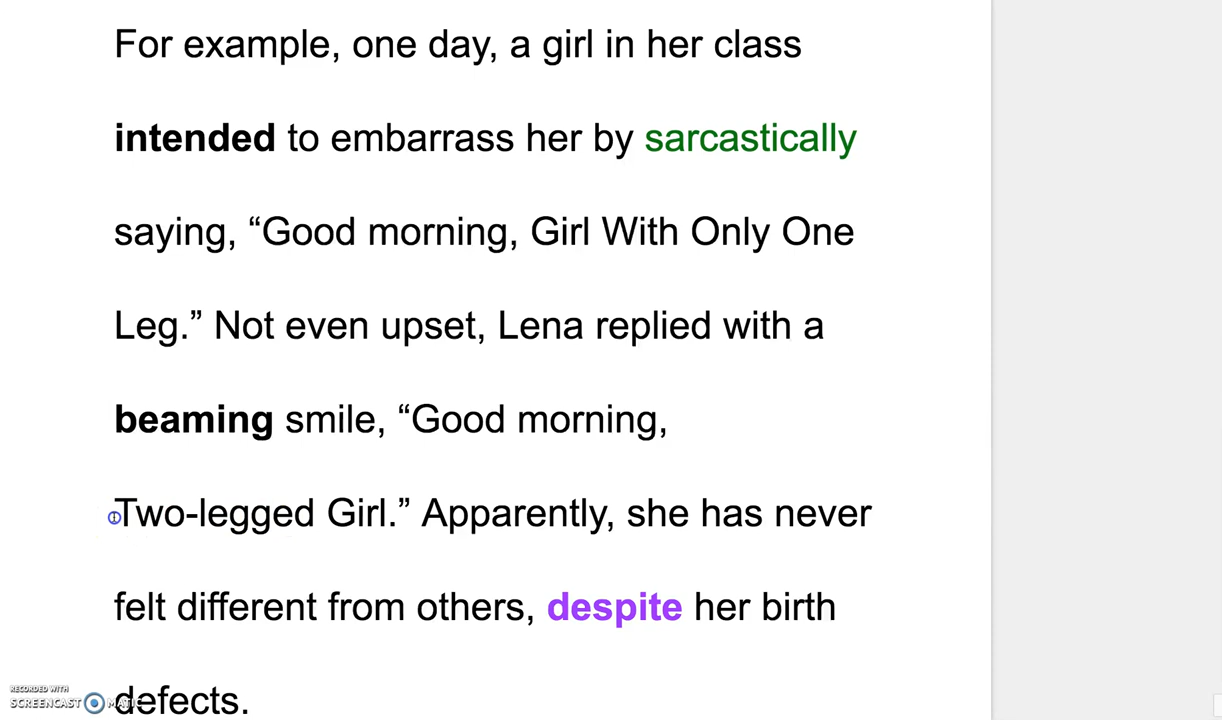 For example, one day, a girl in her class
intended to embarrass her by sarcastically
saying, “Good morning, Girl With Only One
Leg.” Not even upset, Lena replied with a
beaming smile, “Good morning,
Two-legged Girl.” Apparently, she has never
felt different from others, despite her birth
defects.
RECORDED WITH
SCREENCAST MATIC